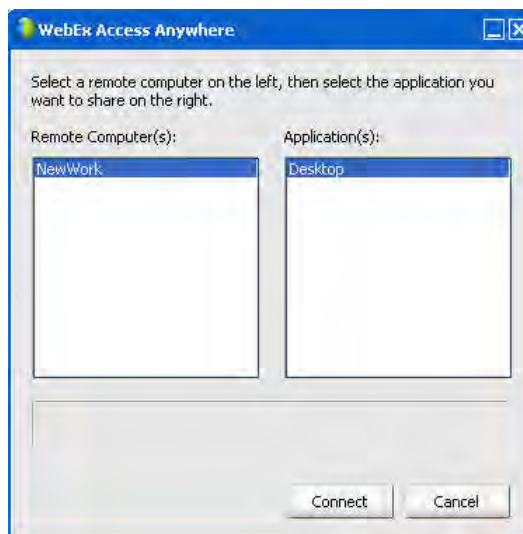 WebEx Access Anywhere
Select a remote computer on the left, then select the application you
want to share on the right.
Remote Computer(s):
Application(s):
NewWork
Desktop
Connect
Cancel